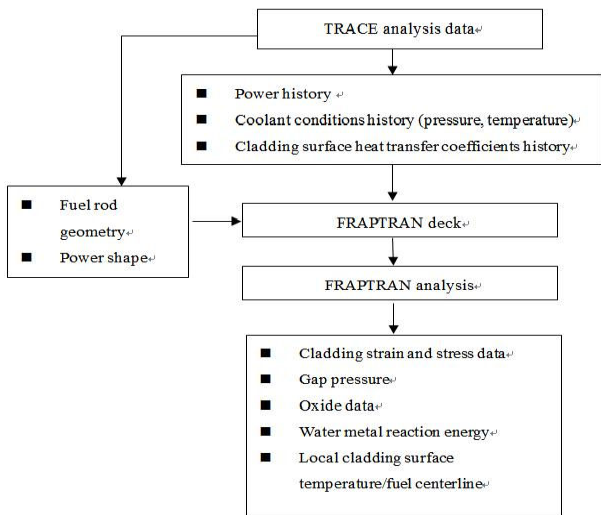 TRACE analysis data
Power history
Coolant conditions history (pressure, temperature)
Cladding surface heat transfer coefficients history
Fuel rod
geometry
Power shape
FRAPTRAN deck
FRAPTRAN analysis
Cladding strain and stress data
Gap pressure
Oxide data
Water metal reaction energy
Local cladding surface
temperature/fuel centerline